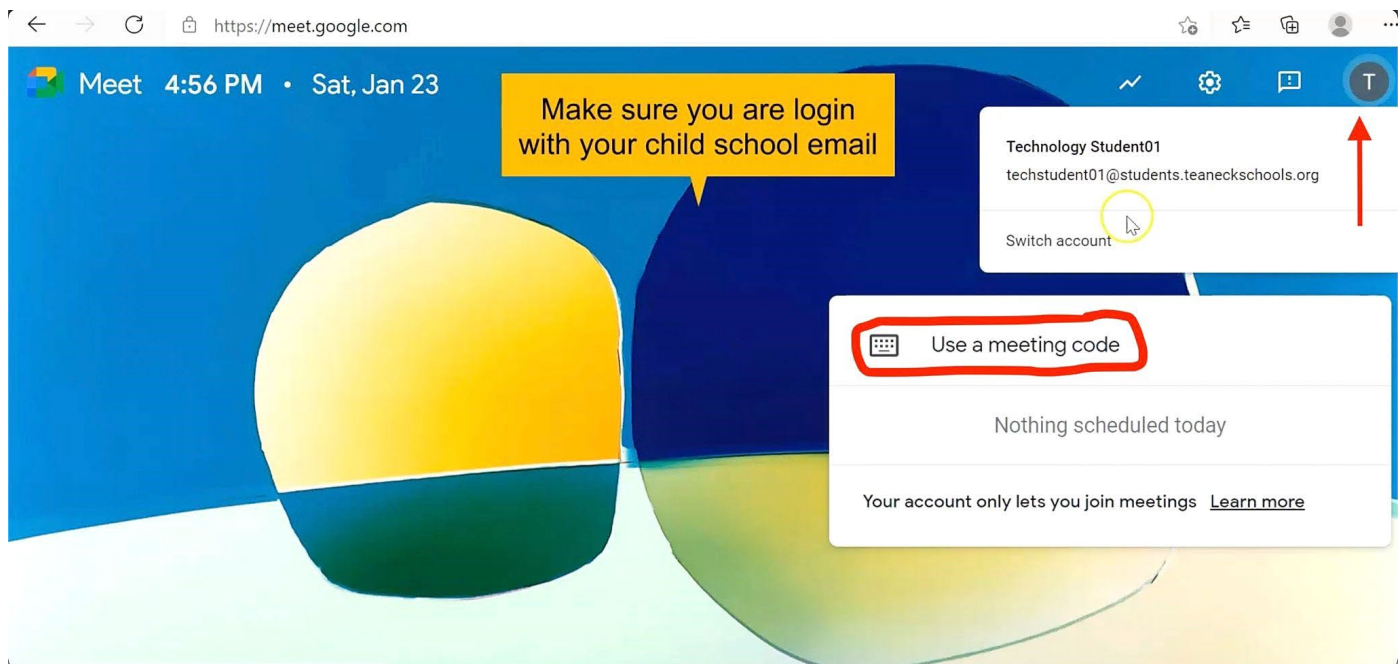 https://meet.google.com
Meet 4:56 PM • Sat, Jan 23
Make sure you are login
with your child school email
T
Technology Student01
techstudent01@students.teaneckschools.org
Switch account
Use a meeting code
Nothing scheduled today
Your account only lets you join meetings Learn more